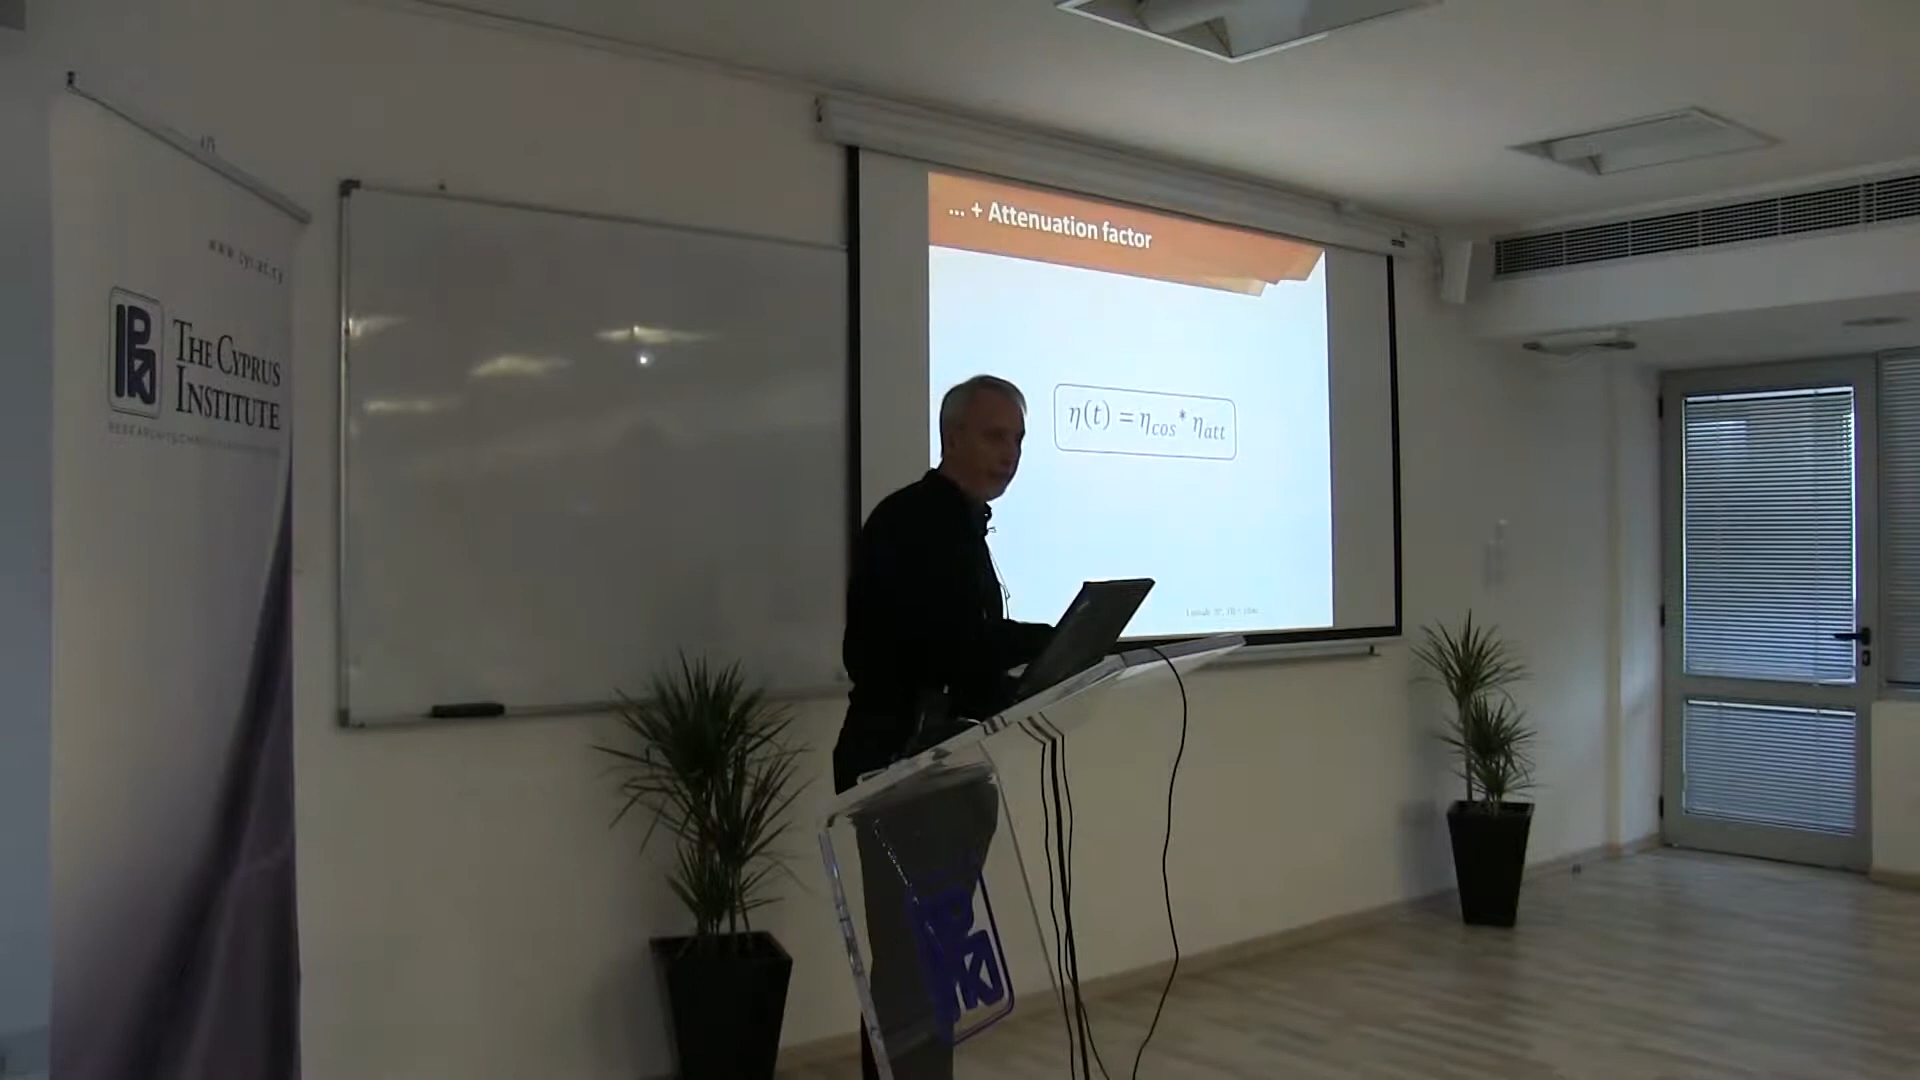 www.cyi.ac.cy
THE CYPRUS
INSTITUTE
... + Attenuation factor
η(t) = η_cos * η_att